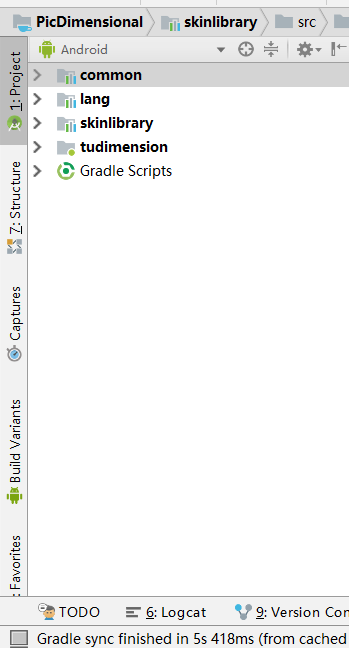 PicDimensional skinlibrary src
Android
common
lang
skinlibrary
tudimension
Gradle Scripts
1: Project
7: Structure
Captures
Build Variants
: Favorites
TODO 6: Logcat 9: Version Con
Gradle sync finished in 5s 418ms (from cached